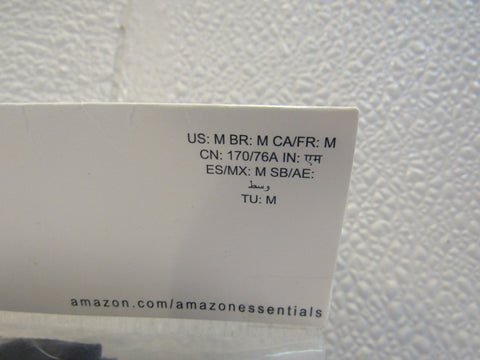 US: M BR: M CA/FR: M
CN: 170/76A IN: एम
ES/MX: M SB/AE:
وسط
TU: M
amazon.com/amazonessentials